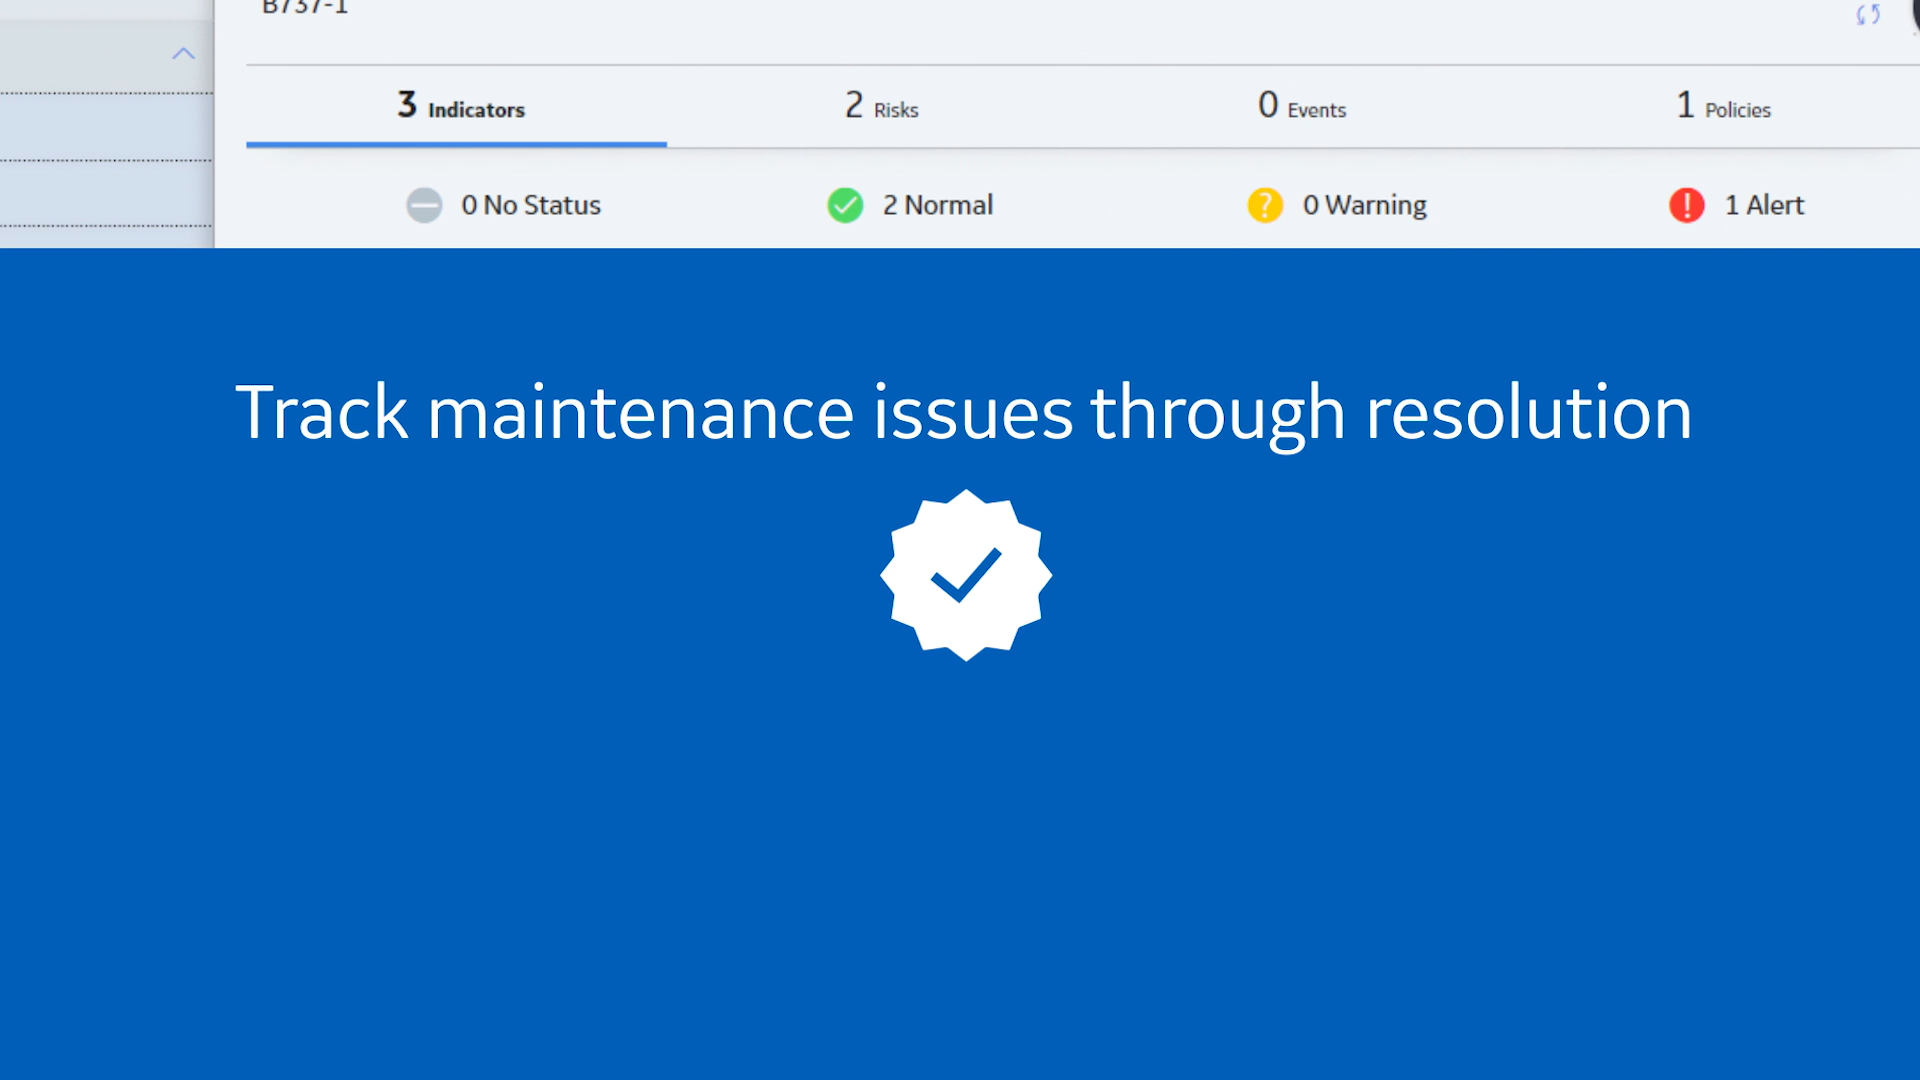 B737-1
3 Indicators
2 Risks
0 Events
1 Policies
0 No Status
2 Normal
0 Warning
1 Alert
Track maintenance issues through resolution